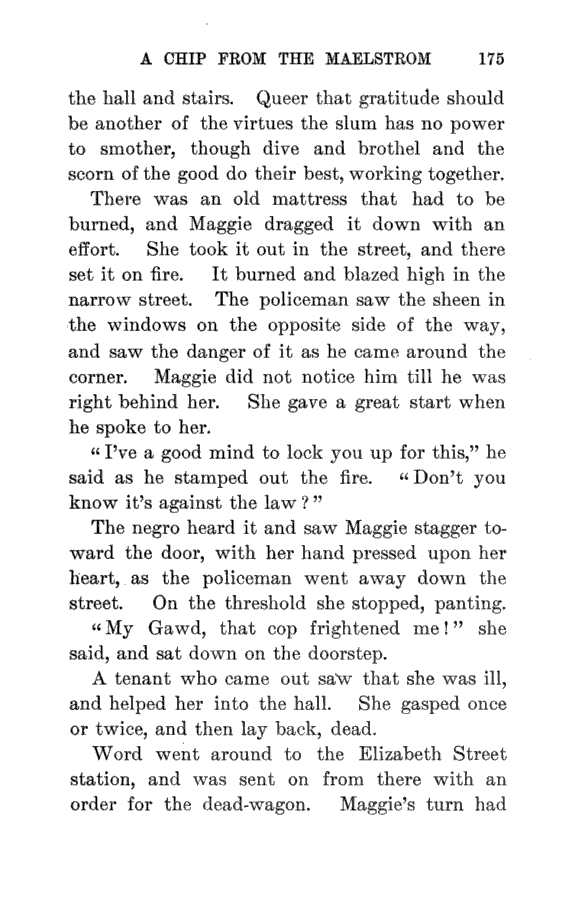 A CHIP FROM THE MAELSTROM 175
the hall and stairs. Queer that gratitude should
be another of the virtues the slum has no power
to smother, though dive and brothel and the
scorn of the good do their best, working together.
There was an old mattress that had to be
burned, and Maggie dragged it down with an
effort. She took it out in the street, and there
set it on fire. It burned and blazed high in the
narrow street. The policeman saw the sheen in
the windows on the opposite side of the way,
and saw the danger of it as he came around the
corner. Maggie did not notice him till he was
right behind her. She gave a great start when
he spoke to her.
“I’ve a good mind to lock you up for this,” he
said as he stamped out the fire. “Don’t you
know it’s against the law?”
The negro heard it and saw Maggie stagger to-
ward the door, with her hand pressed upon her
heart, as the policeman went away down the
street. On the threshold she stopped, panting.
“My Gawd, that cop frightened me!” she
said, and sat down on the doorstep.
A tenant who came out saw that she was ill,
and helped her into the hall. She gasped once
or twice, and then lay back, dead.
Word went around to the Elizabeth Street
station, and was sent on from there with an
order for the dead-wagon. Maggie’s turn had